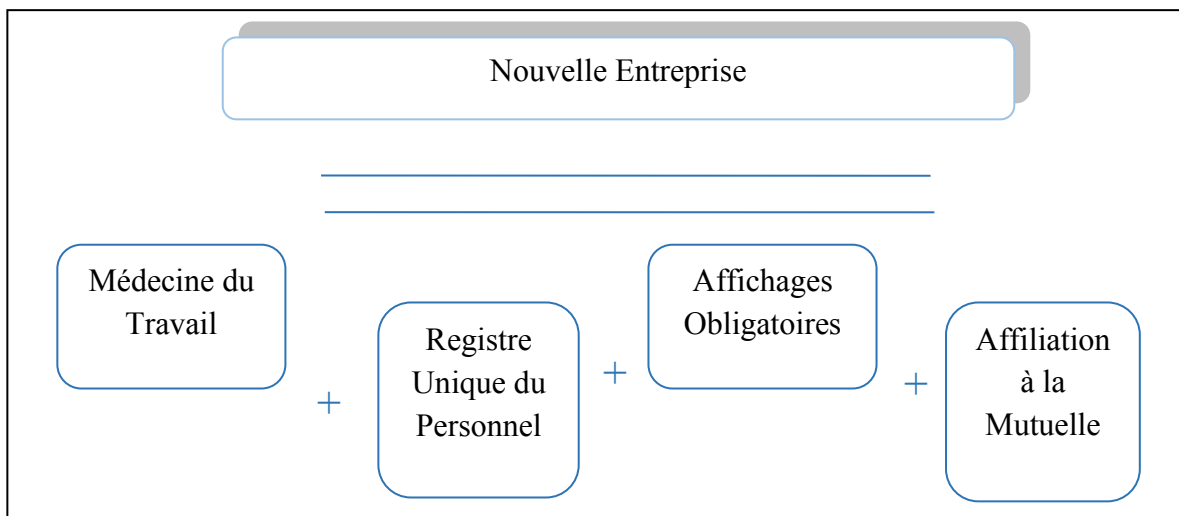 Nouvelle Entreprise
Médecine du
Travail
+
Registre
Unique du
Personnel
+
Affichages
Obligatoires
+
Affiliation
à la
Mutuelle